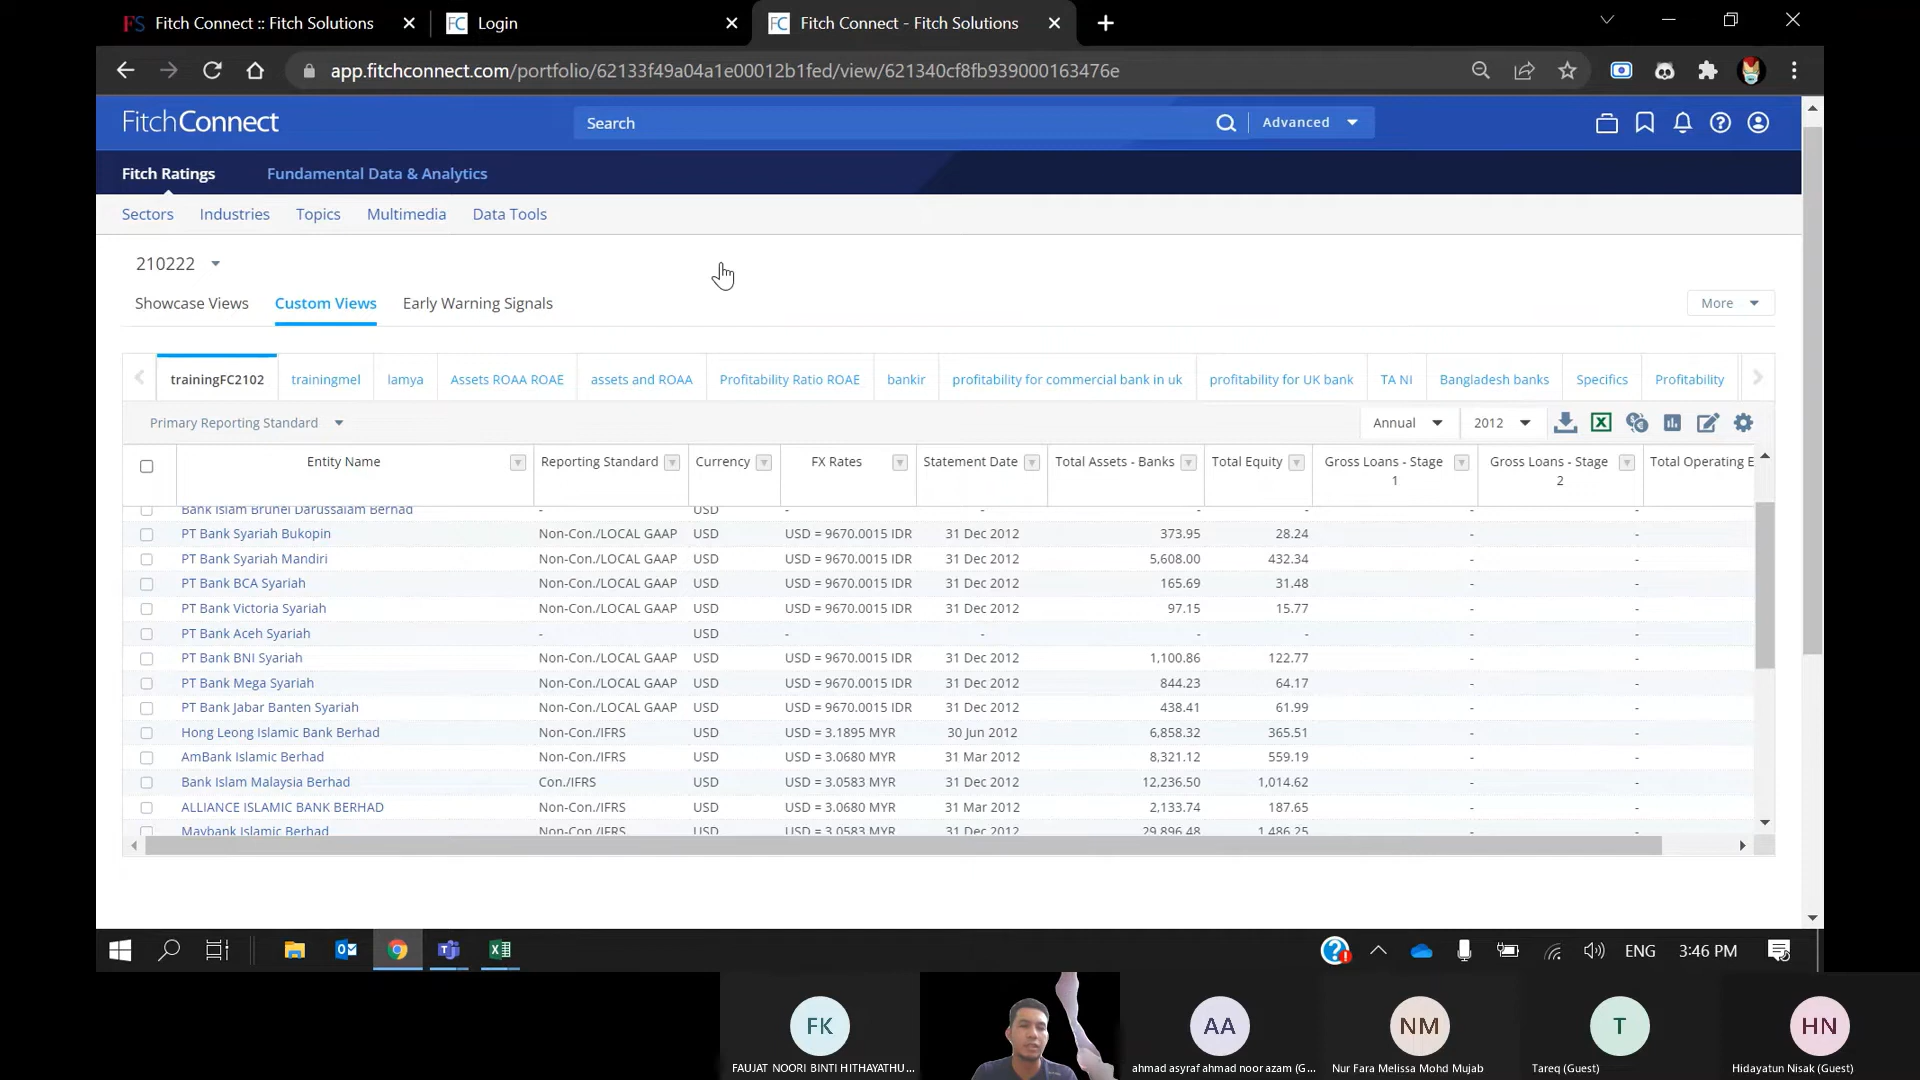 Fitch Connect :: Fitch Solutions
FC Login
FC Fitch Connect - Fitch Solutions
app.fitchconnect.com/portfolio/62133f49a04a1e00012b1fed/view/621340cf8fb939000163476e
FitchConnect Search Advanced
Fitch Ratings Fundamental Data & Analytics
Sectors Industries Topics Multimedia Data Tools
210222
Showcase Views Custom Views Early Warning Signals More
trainingFC2102 trainingmel lamya Assets ROAA ROAE assets and ROAA Profitability Ratio ROAE bankir profitability for commercial bank in uk profitability for UK bank TA NI Bangladesh banks Specifics Profitability
Primary Reporting Standard Annual 2012
Entity Name Reporting Standard Currency FX Rates Statement Date Total Assets - Banks Total Equity Gross Loans - Stage 1 Gross Loans - Stage 2 Total Operating E
Bank Islam Brunei Darussalam Berhad - USD - - - - - -
PT Bank Syariah Bukopin Non-Con./LOCAL GAAP USD USD = 9670.0015 IDR 31 Dec 2012 373.95 28.24 - -
PT Bank Syariah Mandiri Non-Con./LOCAL GAAP USD USD = 9670.0015 IDR 31 Dec 2012 5,608.00 432.34 - -
PT Bank BCA Syariah Non-Con./LOCAL GAAP USD USD = 9670.0015 IDR 31 Dec 2012 165.69 31.48 - -
PT Bank Victoria Syariah Non-Con./LOCAL GAAP USD USD = 9670.0015 IDR 31 Dec 2012 97.15 15.77 - -
PT Bank Aceh Syariah - USD - - - - - -
PT Bank BNI Syariah Non-Con./LOCAL GAAP USD USD = 9670.0015 IDR 31 Dec 2012 1,100.86 122.77 - -
PT Bank Mega Syariah Non-Con./LOCAL GAAP USD USD = 9670.0015 IDR 31 Dec 2012 844.23 64.17 - -
PT Bank Jabar Banten Syariah Non-Con./LOCAL GAAP USD USD = 9670.0015 IDR 31 Dec 2012 438.41 61.99 - -
Hong Leong Islamic Bank Berhad Non-Con./IFRS USD USD = 3.1895 MYR 30 Jun 2012 6,858.32 365.51 - -
AmBank Islamic Berhad Non-Con./IFRS USD USD = 3.0680 MYR 31 Mar 2012 8,321.12 559.19 - -
Bank Islam Malaysia Berhad Con./IFRS USD USD = 3.0583 MYR 31 Dec 2012 12,236.50 1,014.62 - -
ALLIANCE ISLAMIC BANK BERHAD Non-Con./IFRS USD USD = 3.0680 MYR 31 Mar 2012 2,133.74 187.65 - -
Maybank Islamic Berhad Non-Con./IFRS USD USD = 3.0583 MYR 31 Dec 2012 29,896.48 1,486.25 - -
ENG 3:46 PM
FK AA NM T HN
FAUJAT NOORI BINTI HITHAYATHU... ahmad asyraf ahmad noor azam (G... Nur Fara Melissa Mohd Mujab Tareq (Guest) Hidayatun Nisak (Guest)